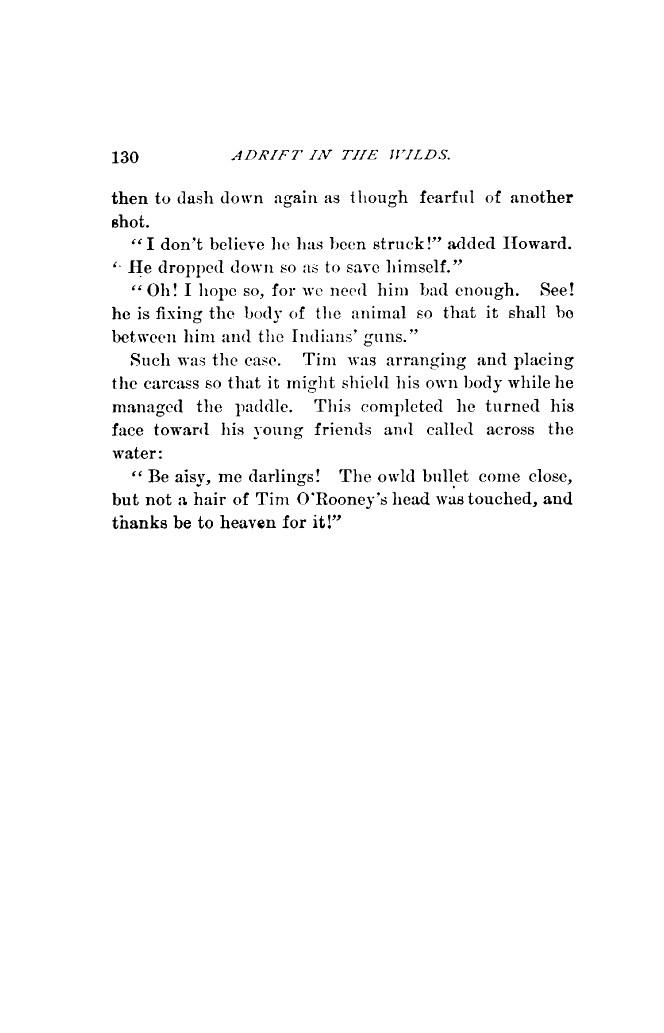 130 ADRIFT IN THE WILDS.
then to dash down again as though fearful of another
shot.
“I don't believe he has been struck!” added Howard.
“He dropped down so as to save himself.”
“Oh! I hope so, for we need him bad enough. See!
he is fixing the body of the animal so that it shall be
between him and the Indians' guns.”
Such was the case. Tim was arranging and placing
the carcass so that it might shield his own body while he
managed the paddle. This completed he turned his
face toward his young friends and called across the
water:
“Be aisy, me darlings! The owld bullet come close,
but not a hair of Tim O'Rooney's head was touched, and
thanks be to heaven for it!”